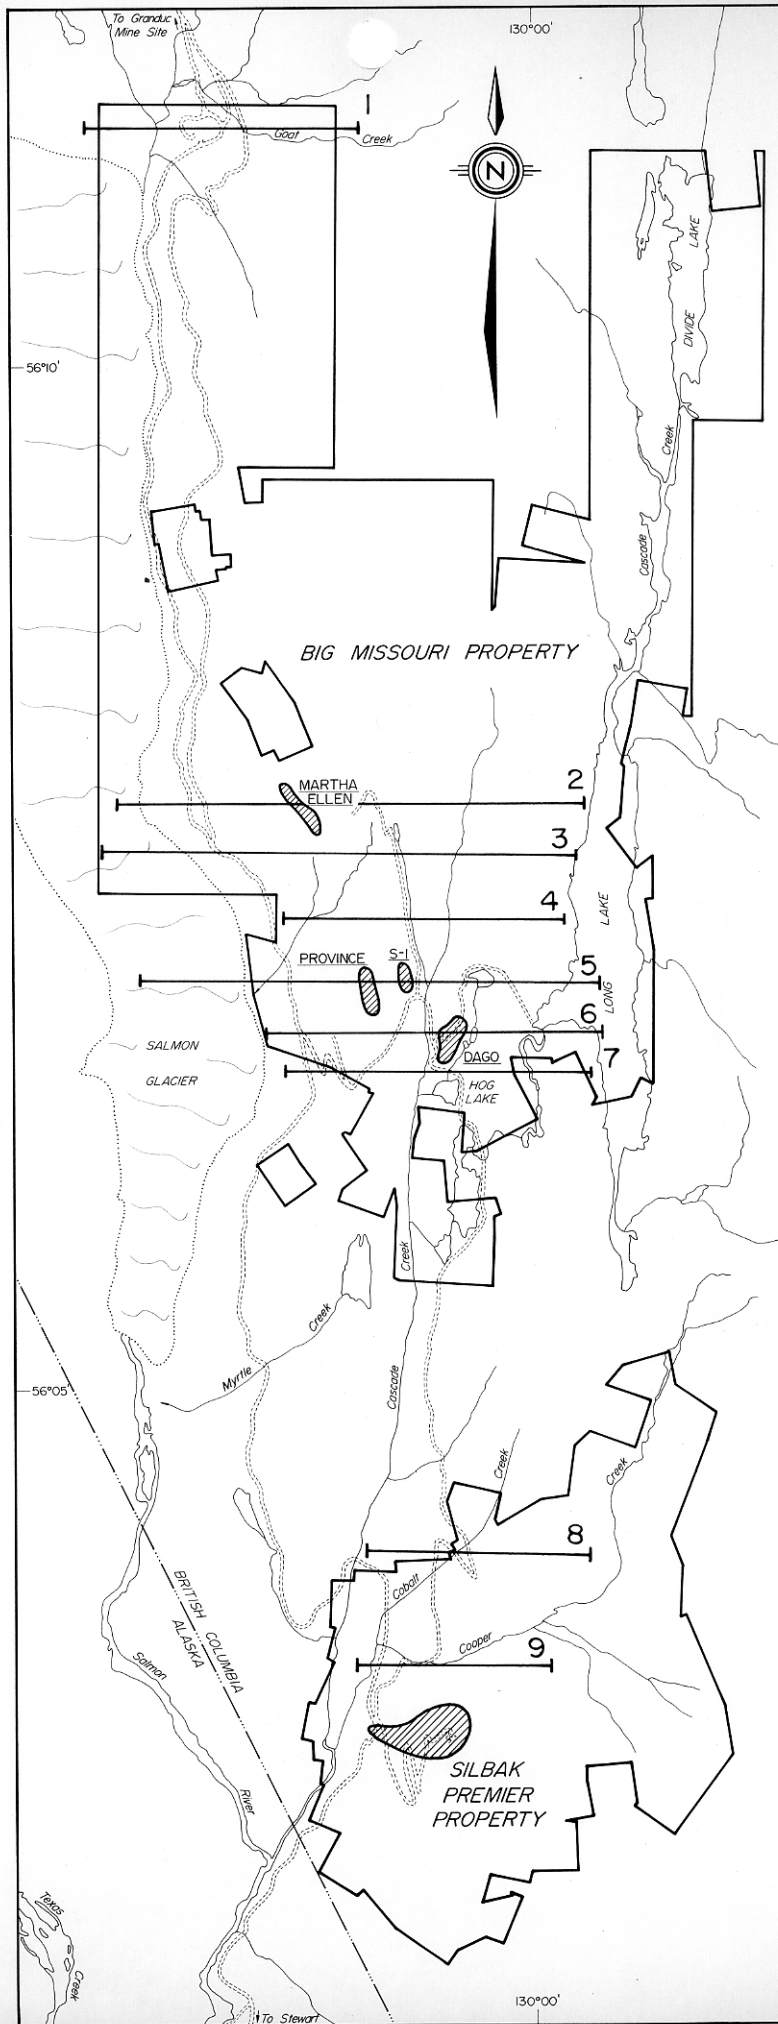 To Granduc
Mine Site
130°00'
1
Goat Creek
N
LAKE
DIVIDE
56°10'
Creek
Cascade
BIG MISSOURI PROPERTY
MARTHA
ELLEN
2
3
4
LAKE
LONG
PROVINCE
S-1
5
6
SALMON
GLACIER
DAGO
7
HOG
LAKE
Creek
Cascade
Myrtle Creek
56°05'
Creek
Creek
8
Cobalt
BRITISH COLUMBIA
ALASKA
Cooper
9
Salmon
River
SILBAK
PREMIER
PROPERTY
Texas
Creek
130°00'
To Stewart